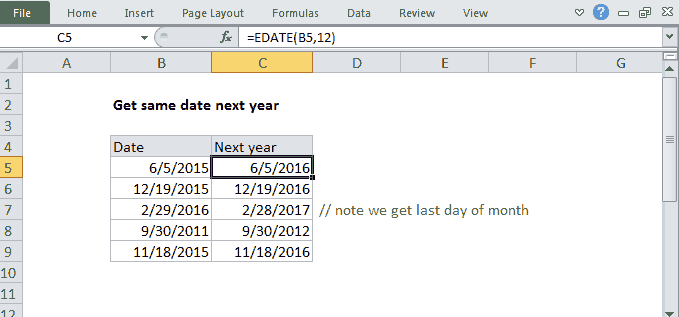 File Home Insert Page Layout Formulas Data Review View ?
C5 fx =EDATE(B5,12)
A B C D E F G
1
2 Get same date next year
3
4 Date Next year
5 6/5/2015 6/5/2016
6 12/19/2015 12/19/2016
7 2/29/2016 2/28/2017 // note we get last day of month
8 9/30/2011 9/30/2012
9 11/18/2015 11/18/2016
10
11
12